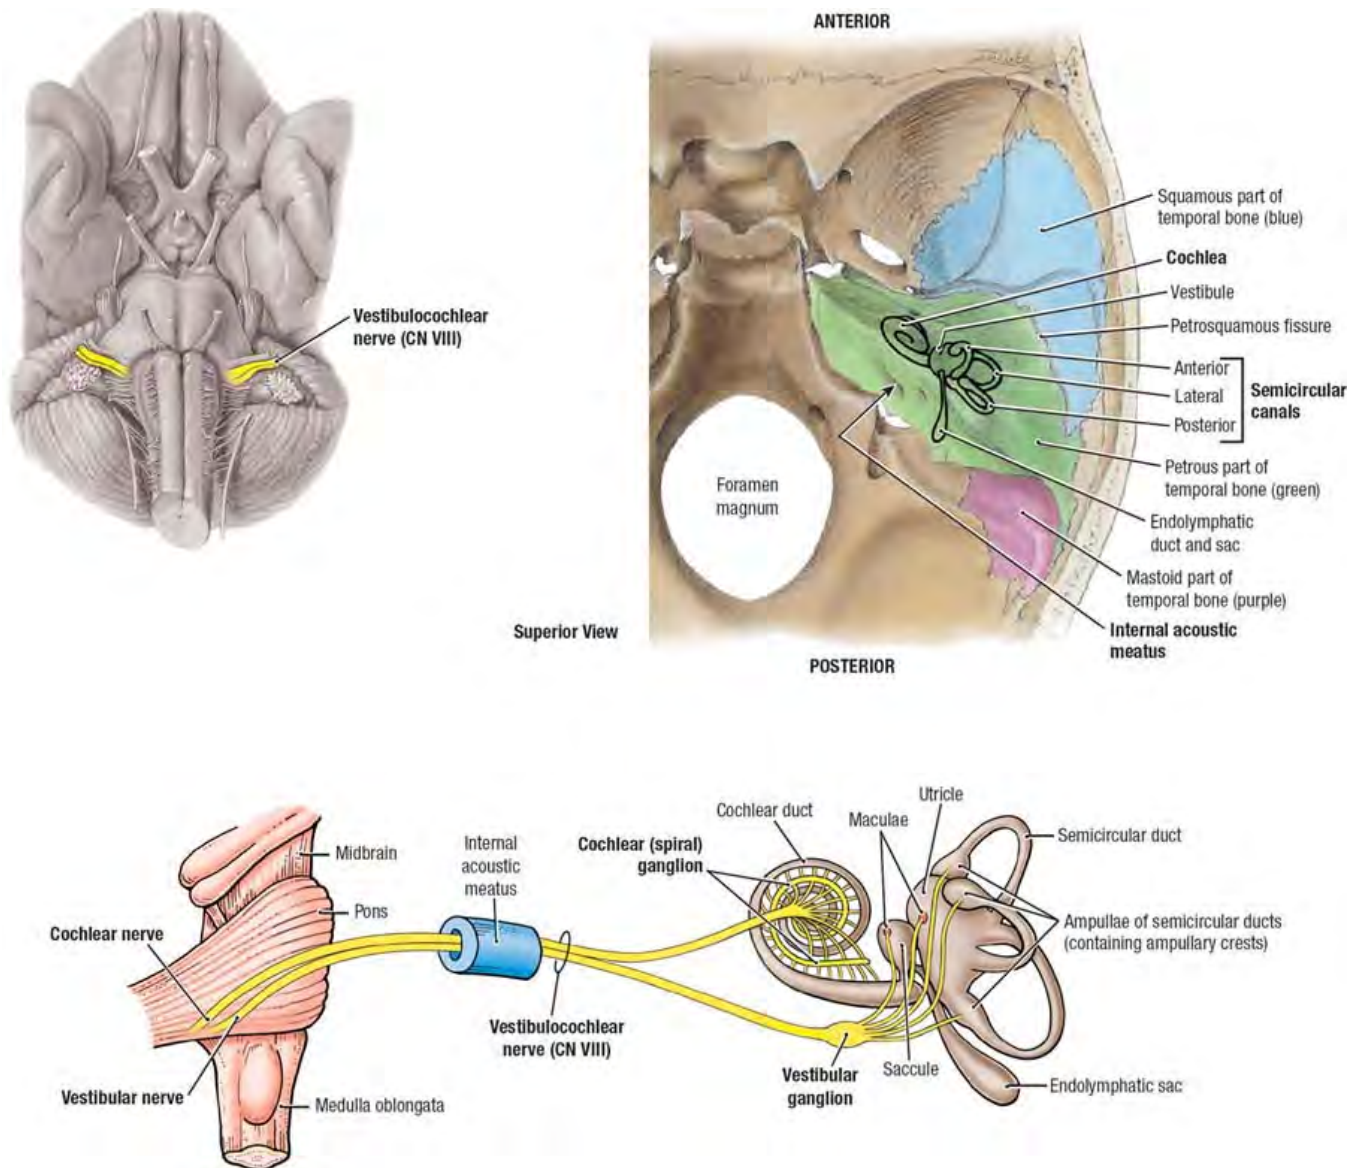 ANTERIOR
Vestibulocochlear
nerve (CN VIII)
Squamous part of
temporal bone (blue)
Cochlea
Vestibule
Petrosquamous fissure
Anterior
Lateral
Posterior
Semicircular
canals
Petrous part of
temporal bone (green)
Foramen
magnum
Endolymphatic
duct and sac
Mastoid part of
temporal bone (purple)
Internal acoustic
meatus
Superior View
POSTERIOR
Midbrain
Pons
Cochlear nerve
Vestibular nerve
Medulla oblongata
Internal
acoustic
meatus
Vestibulocochlear
nerve (CN VIII)
Cochlear duct
Cochlear (spiral)
ganglion
Maculae
Utricle
Semicircular duct
Ampullae of semicircular ducts
(containing ampullary crests)
Vestibular
ganglion
Saccule
Endolymphatic sac